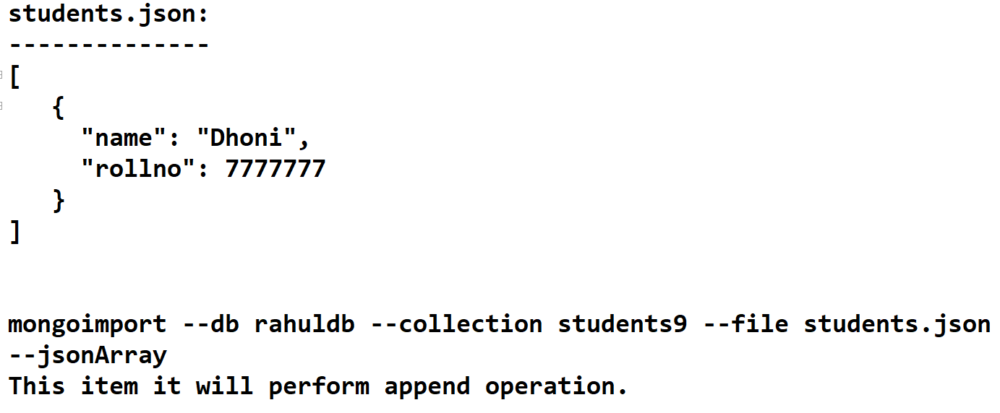 students.json:
--------------
[
   {
     "name": "Dhoni",
     "rollno": 7777777
   }
]
mongoimport --db rahuldb --collection students9 --file students.json
--jsonArray
This item it will perform append operation.